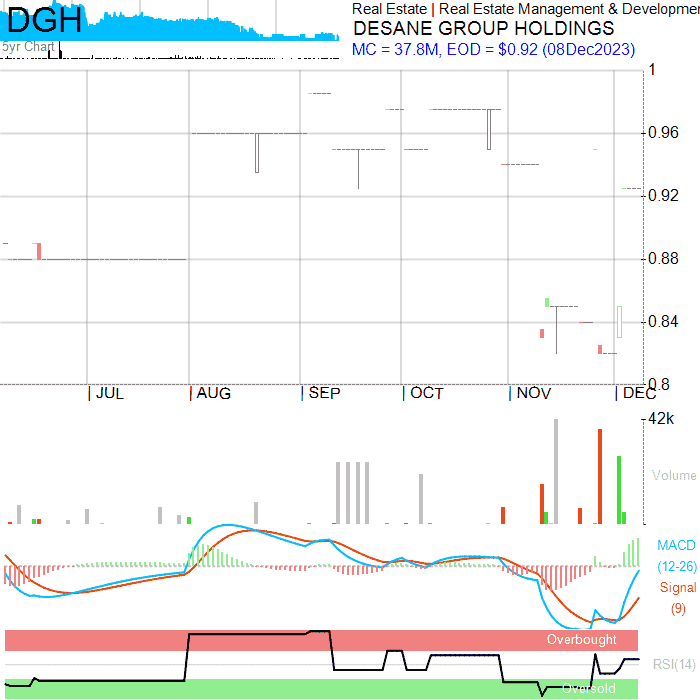 DGH
5yr Chart
Real Estate | Real Estate Management & Developmen
DESANE GROUP HOLDINGS
MC = 37.8M, EOD = $0.92 (08Dec2023)
1
0.96
0.92
0.88
0.84
0.8
JUL AUG SEP OCT NOV DEC
42k
Volume
MACD
(12-26)
Signal
(9)
Overbought
RSI(14)
Oversold